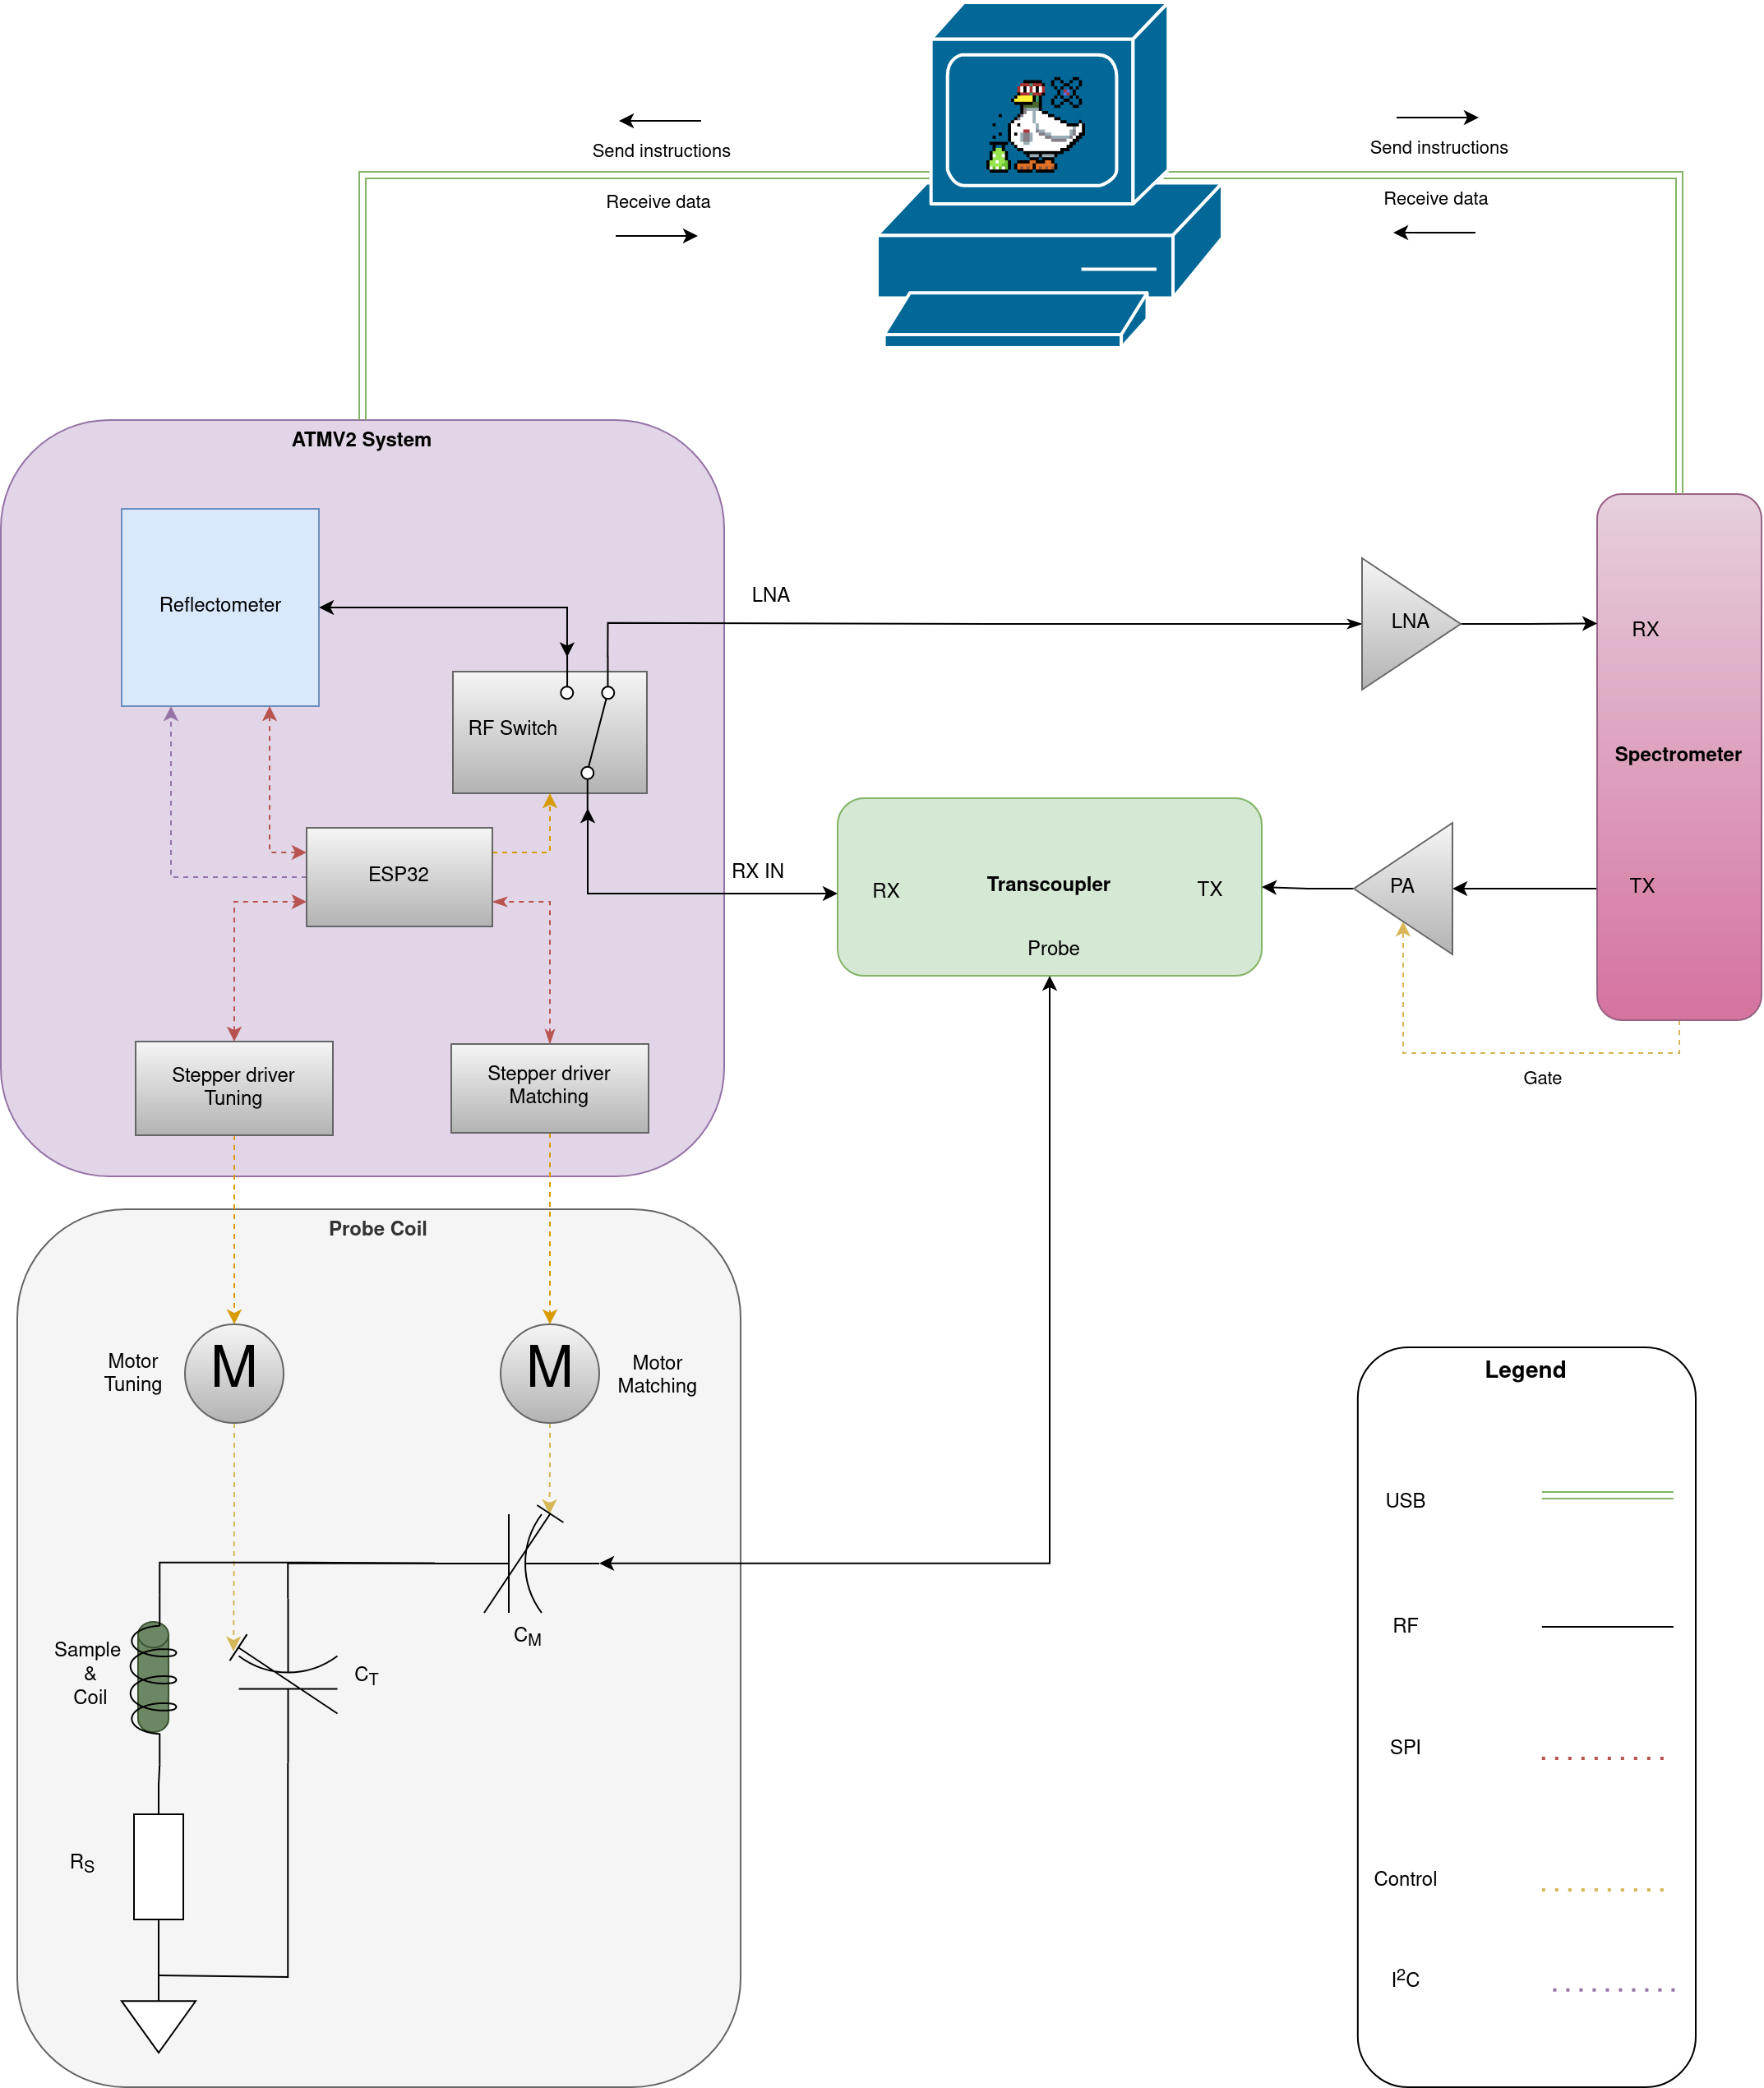 Send instructions
Receive data
Send instructions
Receive data
ATMV2 System
Reflectometer
LNA
LNA
RX
RF Switch
Spectrometer
ESP32
RX IN
RX
Transcoupler
TX
PA
TX
Probe
Stepper driver
Tuning
Stepper driver
Matching
Gate
Probe Coil
Motor
Tuning
M
M
Motor
Matching
Legend
USB
RF
SPI
Control
I²C
C_M
Sample
&
Coil
C_T
R_S